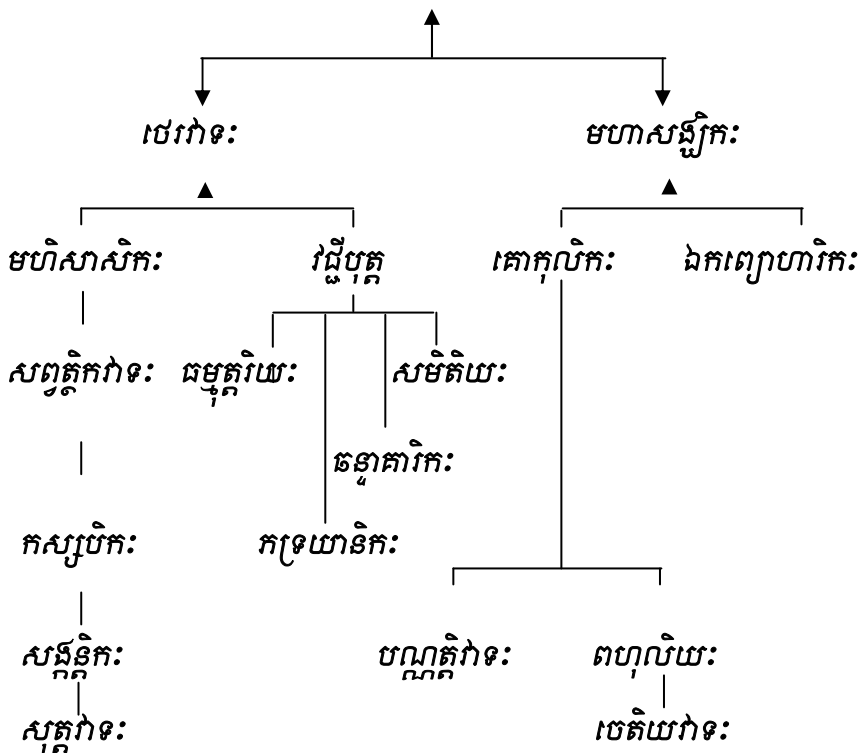 ថេរវាទៈ មហាសង្ឃិកៈ
មហិសាសិកៈ វជ្ជីបុត្ត គោកុលិកៈ ឯកព្យោហារិកៈ
សព្វត្ថិកវាទៈ ធម្មុត្តរិយៈ សមិតិយៈ
ឆន្ទាគារិកៈ
កស្សបិកៈ ភទ្រយានិកៈ
សង្កន្តិកៈ បណ្ណត្តិវាទៈ ពហុលិយៈ
សុត្តវាទៈ ចេតិយវាទៈ